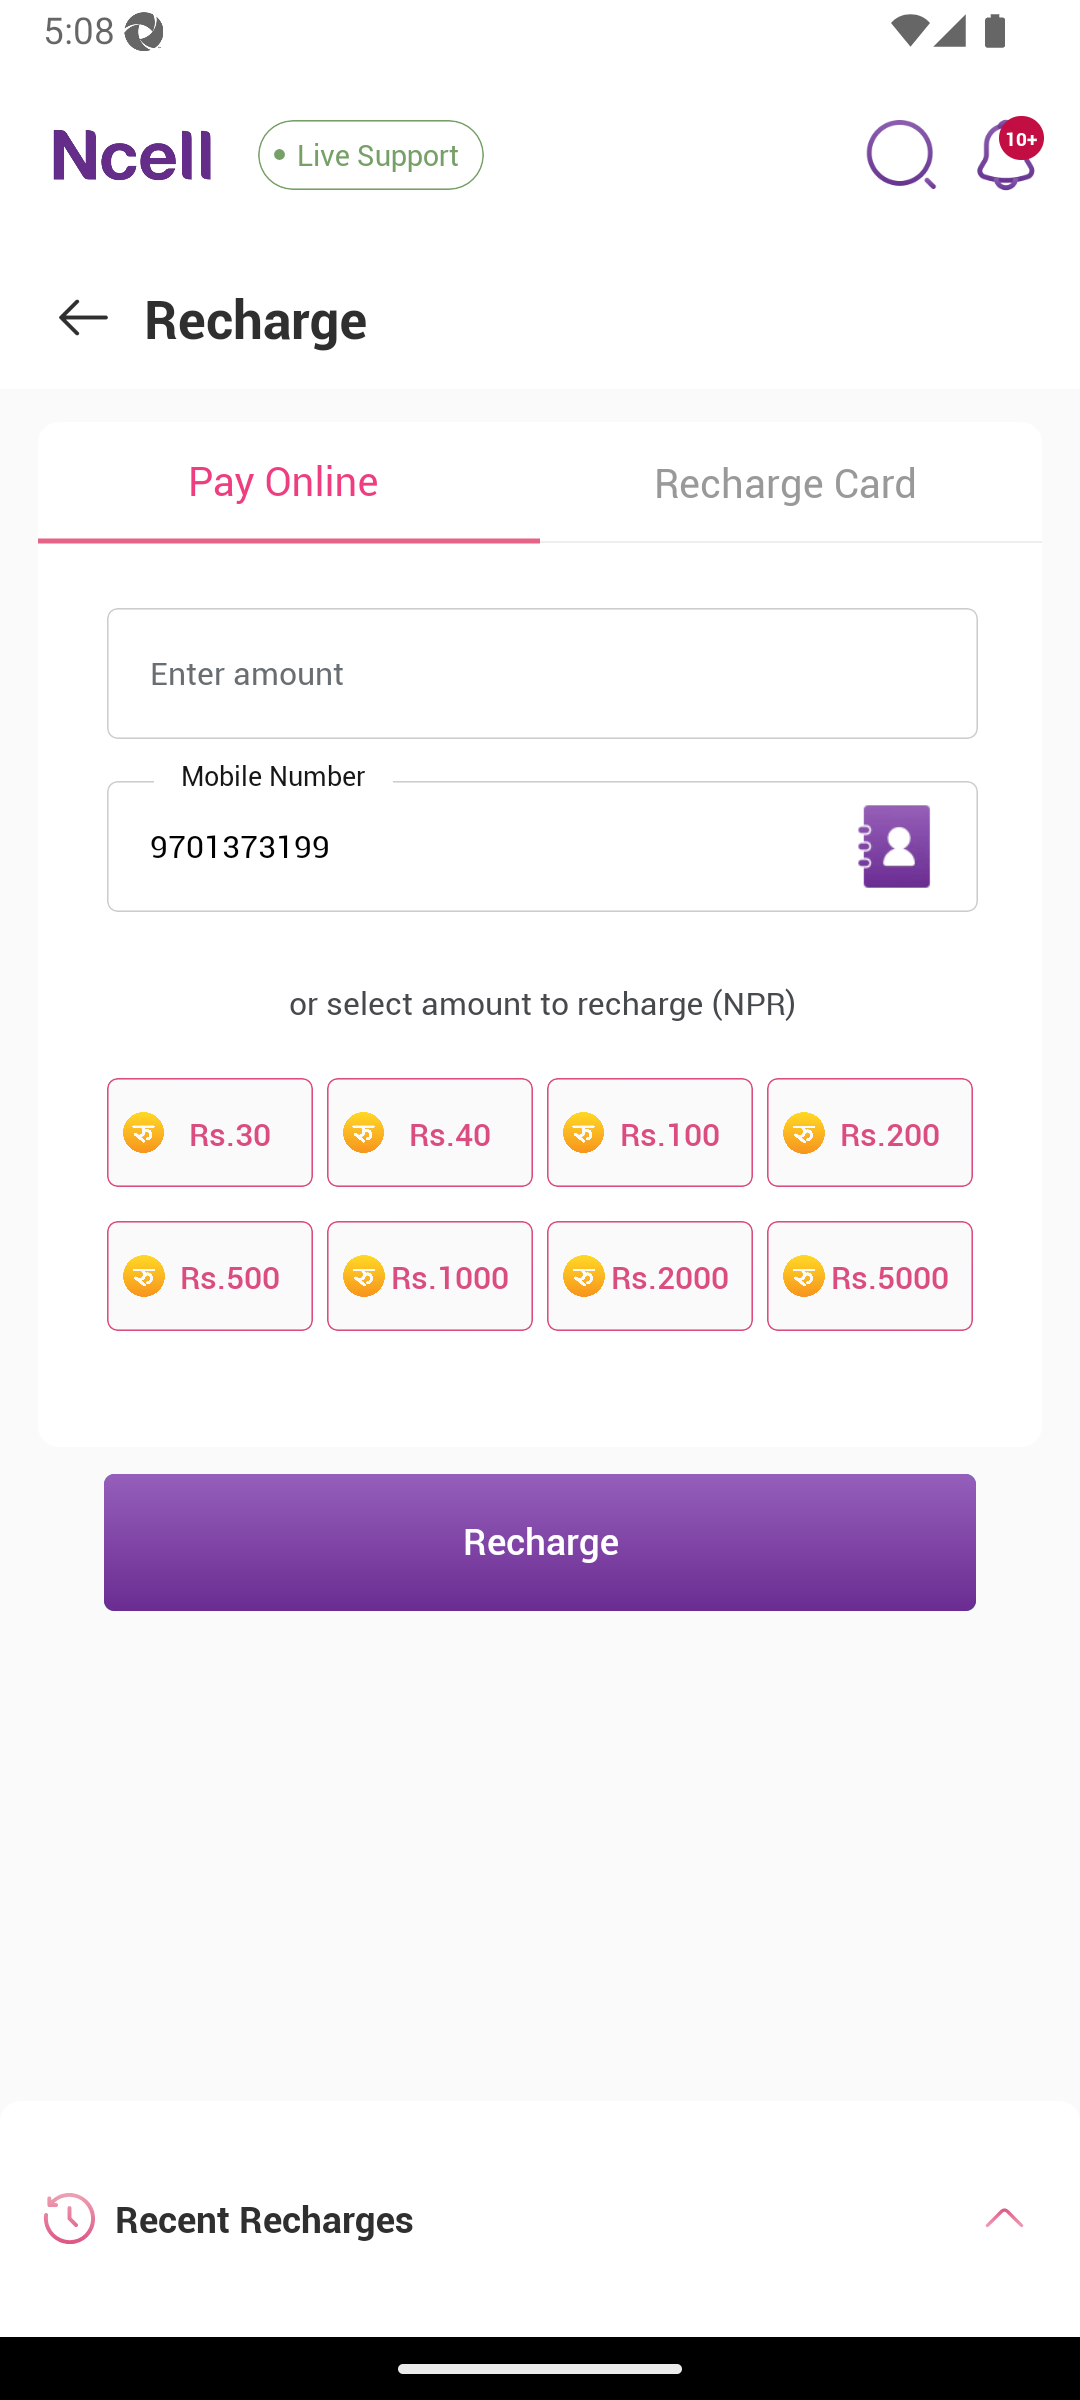 5:08
Ncell
Live Support
10+
Recharge
Pay Online
Recharge Card
Enter amount
Mobile Number
9701373199
or select amount to recharge (NPR)
रु Rs.30
रु Rs.40
रु Rs.100
रु Rs.200
रु Rs.500
रु Rs.1000
रु Rs.2000
रु Rs.5000
Recharge
Recent Recharges